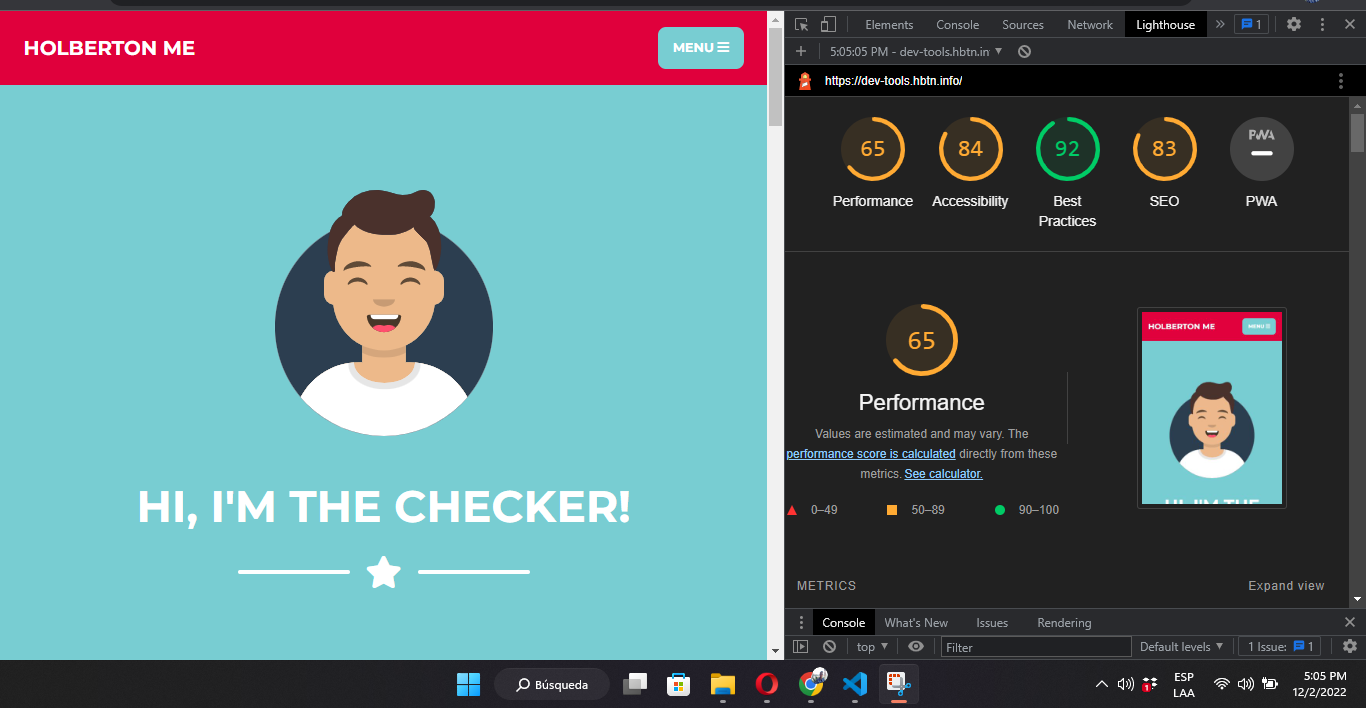 HOLBERTON ME
MENU
HI, I'M THE CHECKER!
Elements Console Sources Network Lighthouse 1
5:05:05 PM - dev-tools.hbtn.in
https://dev-tools.hbtn.info/
65 84 92 83 PWA
Performance Accessibility Best Practices SEO PWA
65
Performance
Values are estimated and may vary. The
performance score is calculated directly from these
metrics. See calculator.
0–49 50–89 90–100
HOLBERTON ME
MENU
HI, I'M THE
METRICS Expand view
Console What's New Issues Rendering
top Filter Default levels 1 Issue: 1
Búsqueda
1
ESP
LAA
5:05 PM
12/2/2022